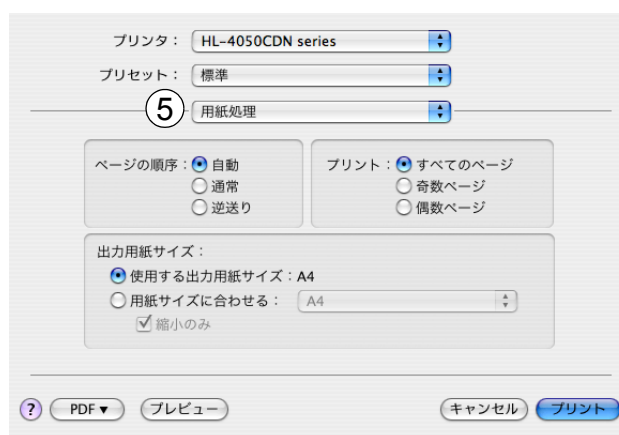 プリンタ： HL-4050CDN series
プリセット： 標準
⑤ 用紙処理
ページの順序： 自動
通常
逆送り
プリント： すべてのページ
奇数ページ
偶数ページ
出力用紙サイズ：
使用する出力用紙サイズ：A4
用紙サイズに合わせる： A4
縮小のみ
? PDF▼ プレビュー キャンセル プリント